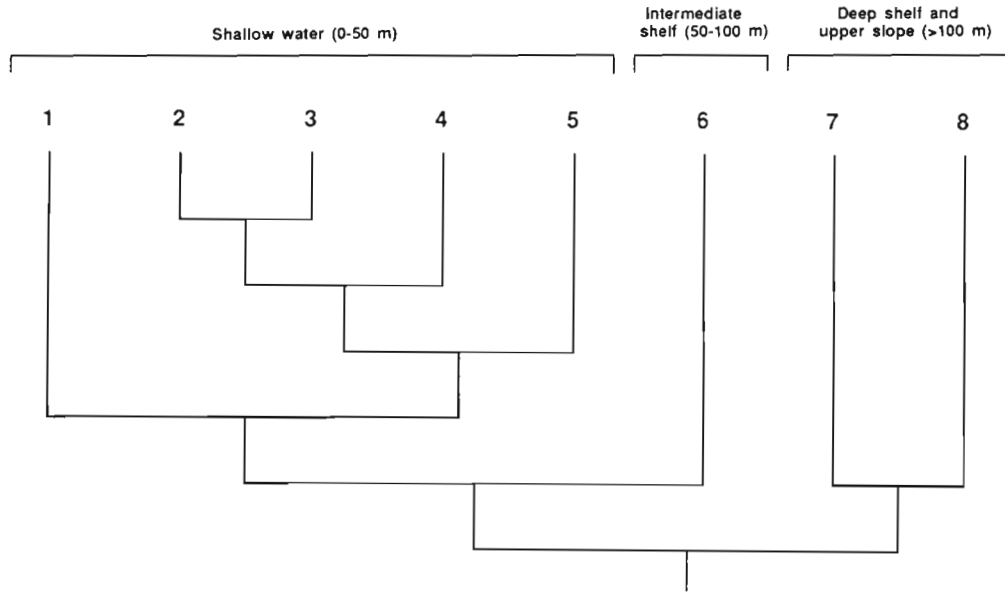 Shallow water (0-50 m)
Intermediate
shelf (50-100 m)
Deep shelf and
upper slope (>100 m)
1 2 3 4 5 6 7 8